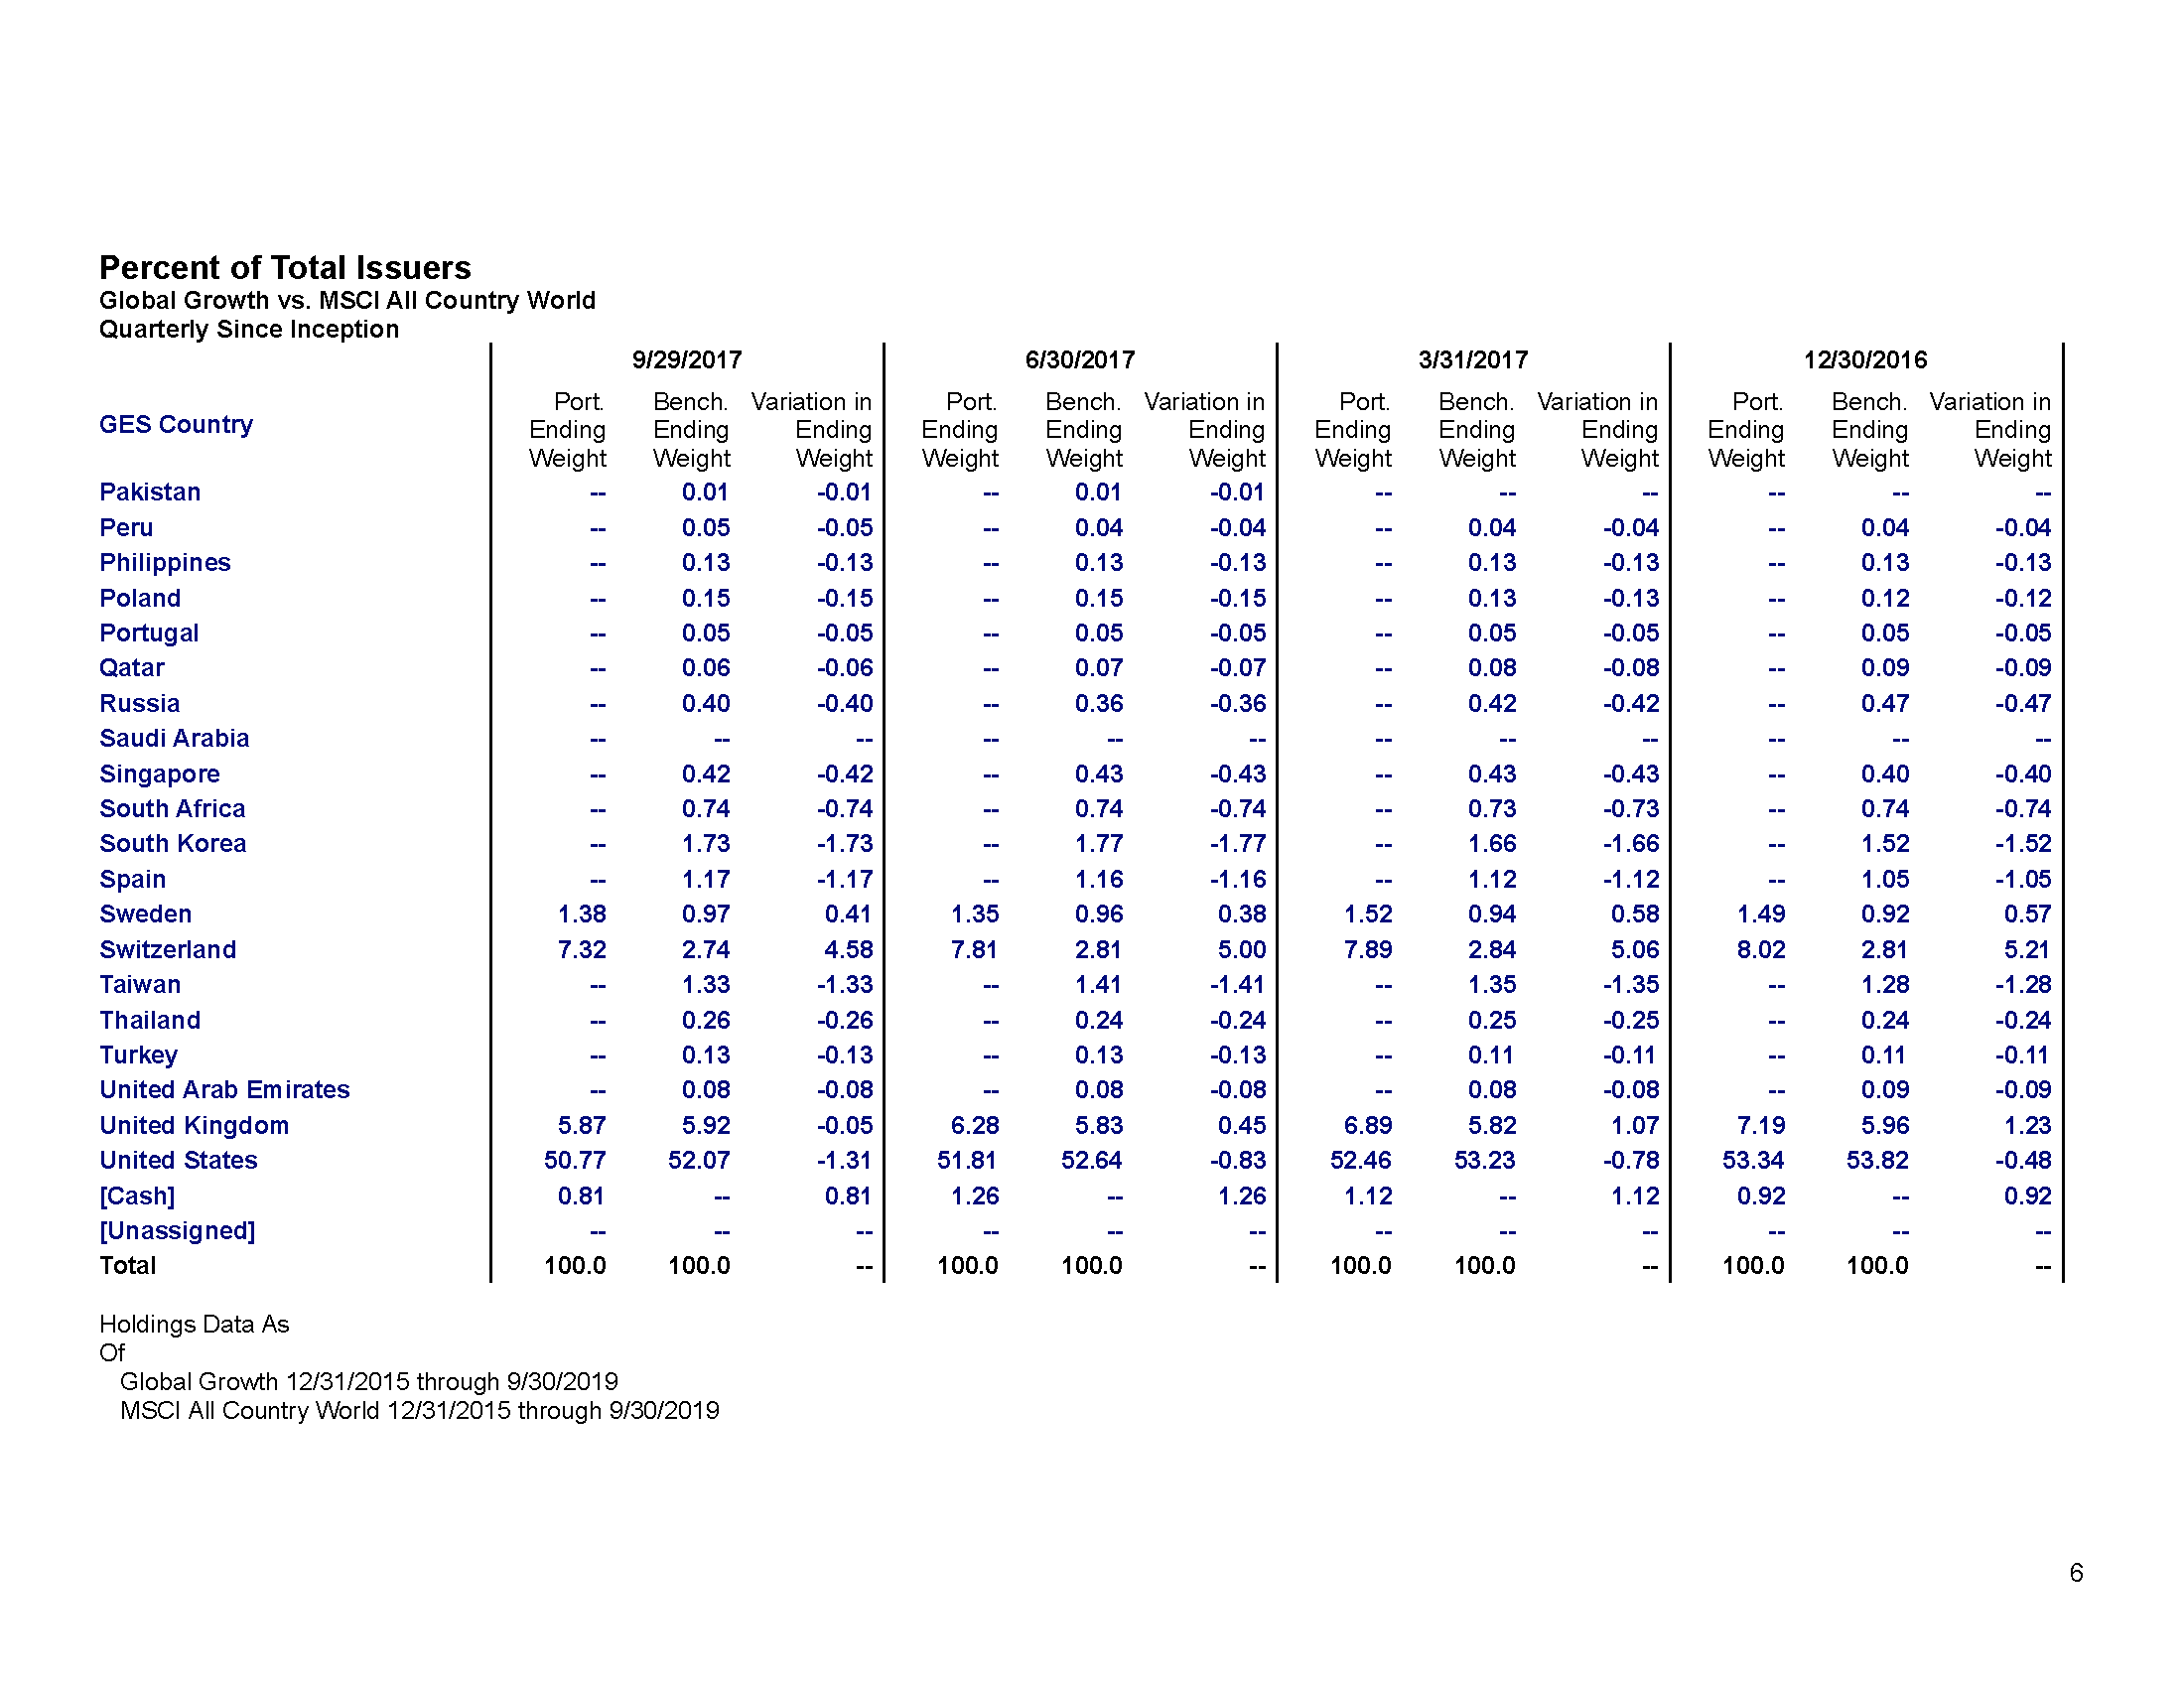 Percent of Total Issuers
Global Growth vs. MSCI All Country World
Quarterly Since Inception
9/29/2017 6/30/2017 3/31/2017 12/30/2016
GES Country Port. Ending Weight Bench. Ending Weight Variation in Ending Weight Port. Ending Weight Bench. Ending Weight Variation in Ending Weight Port. Ending Weight Bench. Ending Weight Variation in Ending Weight Port. Ending Weight Bench. Ending Weight Variation in Ending Weight
Pakistan -- 0.01 -0.01 -- 0.01 -0.01 -- -- -- -- -- --
Peru -- 0.05 -0.05 -- 0.04 -0.04 -- 0.04 -0.04 -- 0.04 -0.04
Philippines -- 0.13 -0.13 -- 0.13 -0.13 -- 0.13 -0.13 -- 0.13 -0.13
Poland -- 0.15 -0.15 -- 0.15 -0.15 -- 0.13 -0.13 -- 0.12 -0.12
Portugal -- 0.05 -0.05 -- 0.05 -0.05 -- 0.05 -0.05 -- 0.05 -0.05
Qatar -- 0.06 -0.06 -- 0.07 -0.07 -- 0.08 -0.08 -- 0.09 -0.09
Russia -- 0.40 -0.40 -- 0.36 -0.36 -- 0.42 -0.42 -- 0.47 -0.47
Saudi Arabia -- -- -- -- -- -- -- -- -- -- -- --
Singapore -- 0.42 -0.42 -- 0.43 -0.43 -- 0.43 -0.43 -- 0.40 -0.40
South Africa -- 0.74 -0.74 -- 0.74 -0.74 -- 0.73 -0.73 -- 0.74 -0.74
South Korea -- 1.73 -1.73 -- 1.77 -1.77 -- 1.66 -1.66 -- 1.52 -1.52
Spain -- 1.17 -1.17 -- 1.16 -1.16 -- 1.12 -1.12 -- 1.05 -1.05
Sweden 1.38 0.97 0.41 1.35 0.96 0.38 1.52 0.94 0.58 1.49 0.92 0.57
Switzerland 7.32 2.74 4.58 7.81 2.81 5.00 7.89 2.84 5.06 8.02 2.81 5.21
Taiwan -- 1.33 -1.33 -- 1.41 -1.41 -- 1.35 -1.35 -- 1.28 -1.28
Thailand -- 0.26 -0.26 -- 0.24 -0.24 -- 0.25 -0.25 -- 0.24 -0.24
Turkey -- 0.13 -0.13 -- 0.13 -0.13 -- 0.11 -0.11 -- 0.11 -0.11
United Arab Emirates -- 0.08 -0.08 -- 0.08 -0.08 -- 0.08 -0.08 -- 0.09 -0.09
United Kingdom 5.87 5.92 -0.05 6.28 5.83 0.45 6.89 5.82 1.07 7.19 5.96 1.23
United States 50.77 52.07 -1.31 51.81 52.64 -0.83 52.46 53.23 -0.78 53.34 53.82 -0.48
[Cash] 0.81 -- 0.81 1.26 -- 1.26 1.12 -- 1.12 0.92 -- 0.92
[Unassigned] -- -- -- -- -- -- -- -- -- -- -- --
Total 100.0 100.0 -- 100.0 100.0 -- 100.0 100.0 -- 100.0 100.0 --
Holdings Data As
Of
Global Growth 12/31/2015 through 9/30/2019
MSCI All Country World 12/31/2015 through 9/30/2019
6